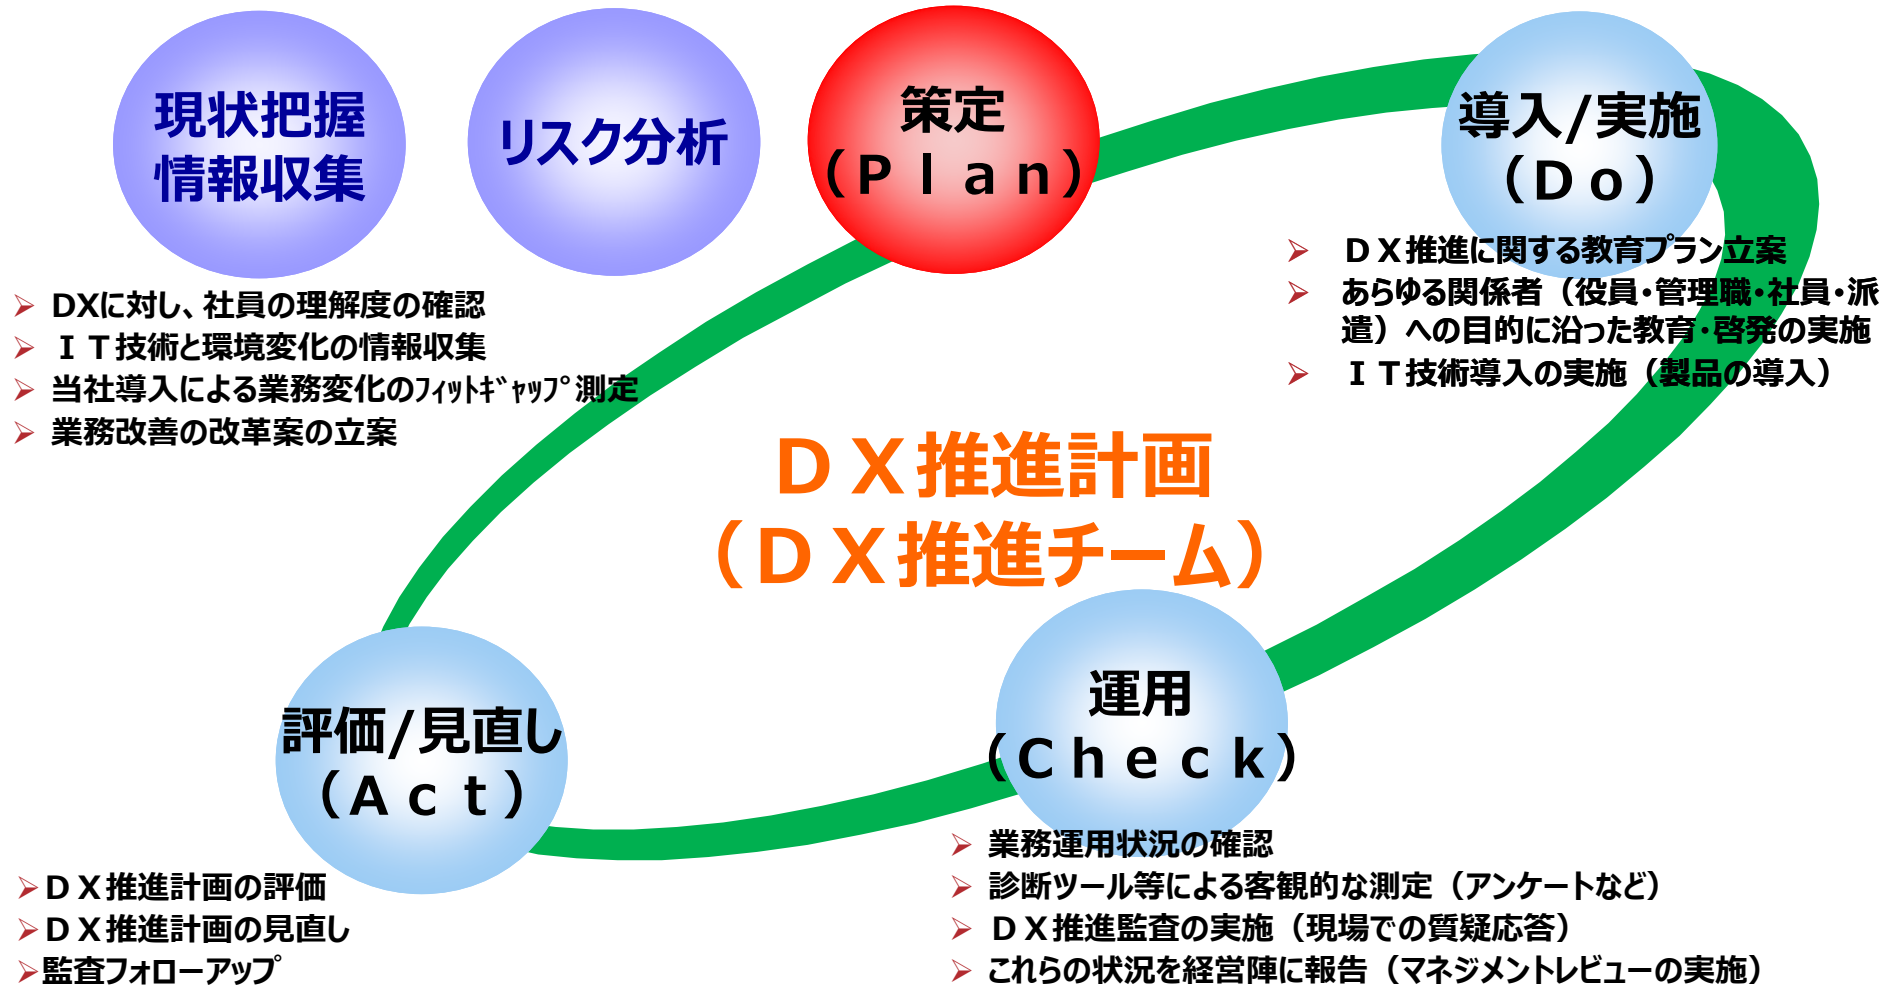 現状把握
情報収集
リスク分析
策定
（Ｐｌａｎ）
導入/実施
（Ｄｏ）
➢ DXに対し、社員の理解度の確認
➢ ＩＴ技術と環境変化の情報収集
➢ 当社導入による業務変化のﾌｨｯﾄｷﾞｬｯﾌﾟ測定
➢ 業務改善の改革案の立案
➢ ＤＸ推進に関する教育プラン立案
➢ あらゆる関係者（役員・管理職・社員・派
遣）への目的に沿った教育・啓発の実施
➢ ＩＴ技術導入の実施（製品の導入）
ＤＸ推進計画
（ＤＸ推進チーム）
評価/見直し
（Ａｃｔ）
運用
（Ｃｈｅｃｋ）
➢ＤＸ推進計画の評価
➢ＤＸ推進計画の見直し
➢監査フォローアップ
➢ 業務運用状況の確認
➢ 診断ツール等による客観的な測定（アンケートなど）
➢ ＤＸ推進監査の実施（現場での質疑応答）
➢ これらの状況を経営陣に報告（マネジメントレビューの実施）